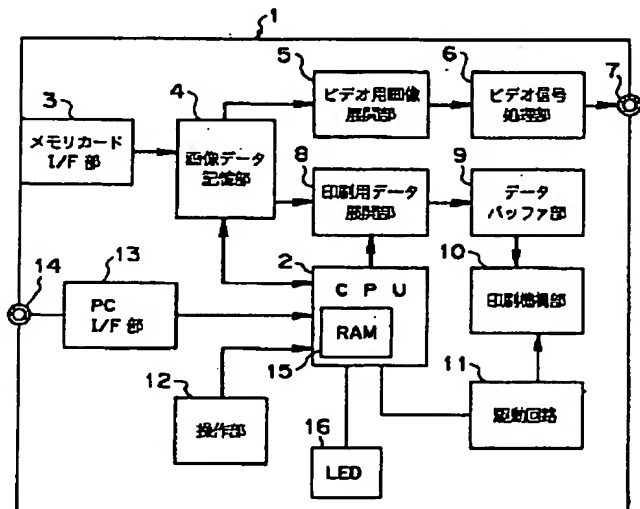 1
3
メモリカード
I/F 部
4
画像データ
記憶部
5
ビデオ用画像
展開部
6
ビデオ信号
処理部
7
8
印刷用データ
展開部
9
データ
バッファ部
2
C P U
RAM
15
10
印刷機構部
14
13
PC
I/F 部
12
操作部
16
LED
11
駆動回路